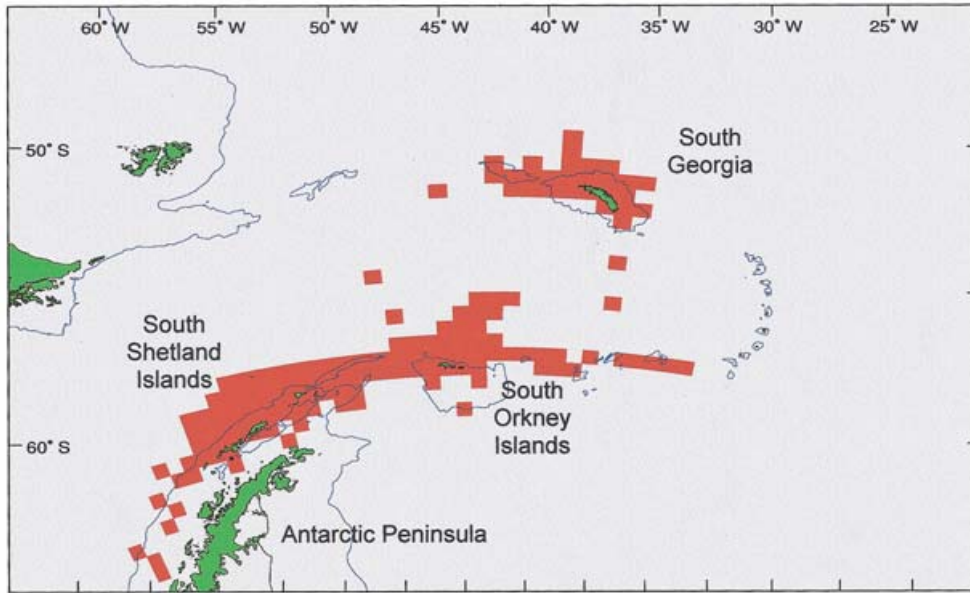 60° W 55° W 50° W 45° W 40° W 35° W 30° W 25° W
50° S
South
Georgia
South
Shetland
Islands
South
Orkney
Islands
60° S
Antarctic Peninsula